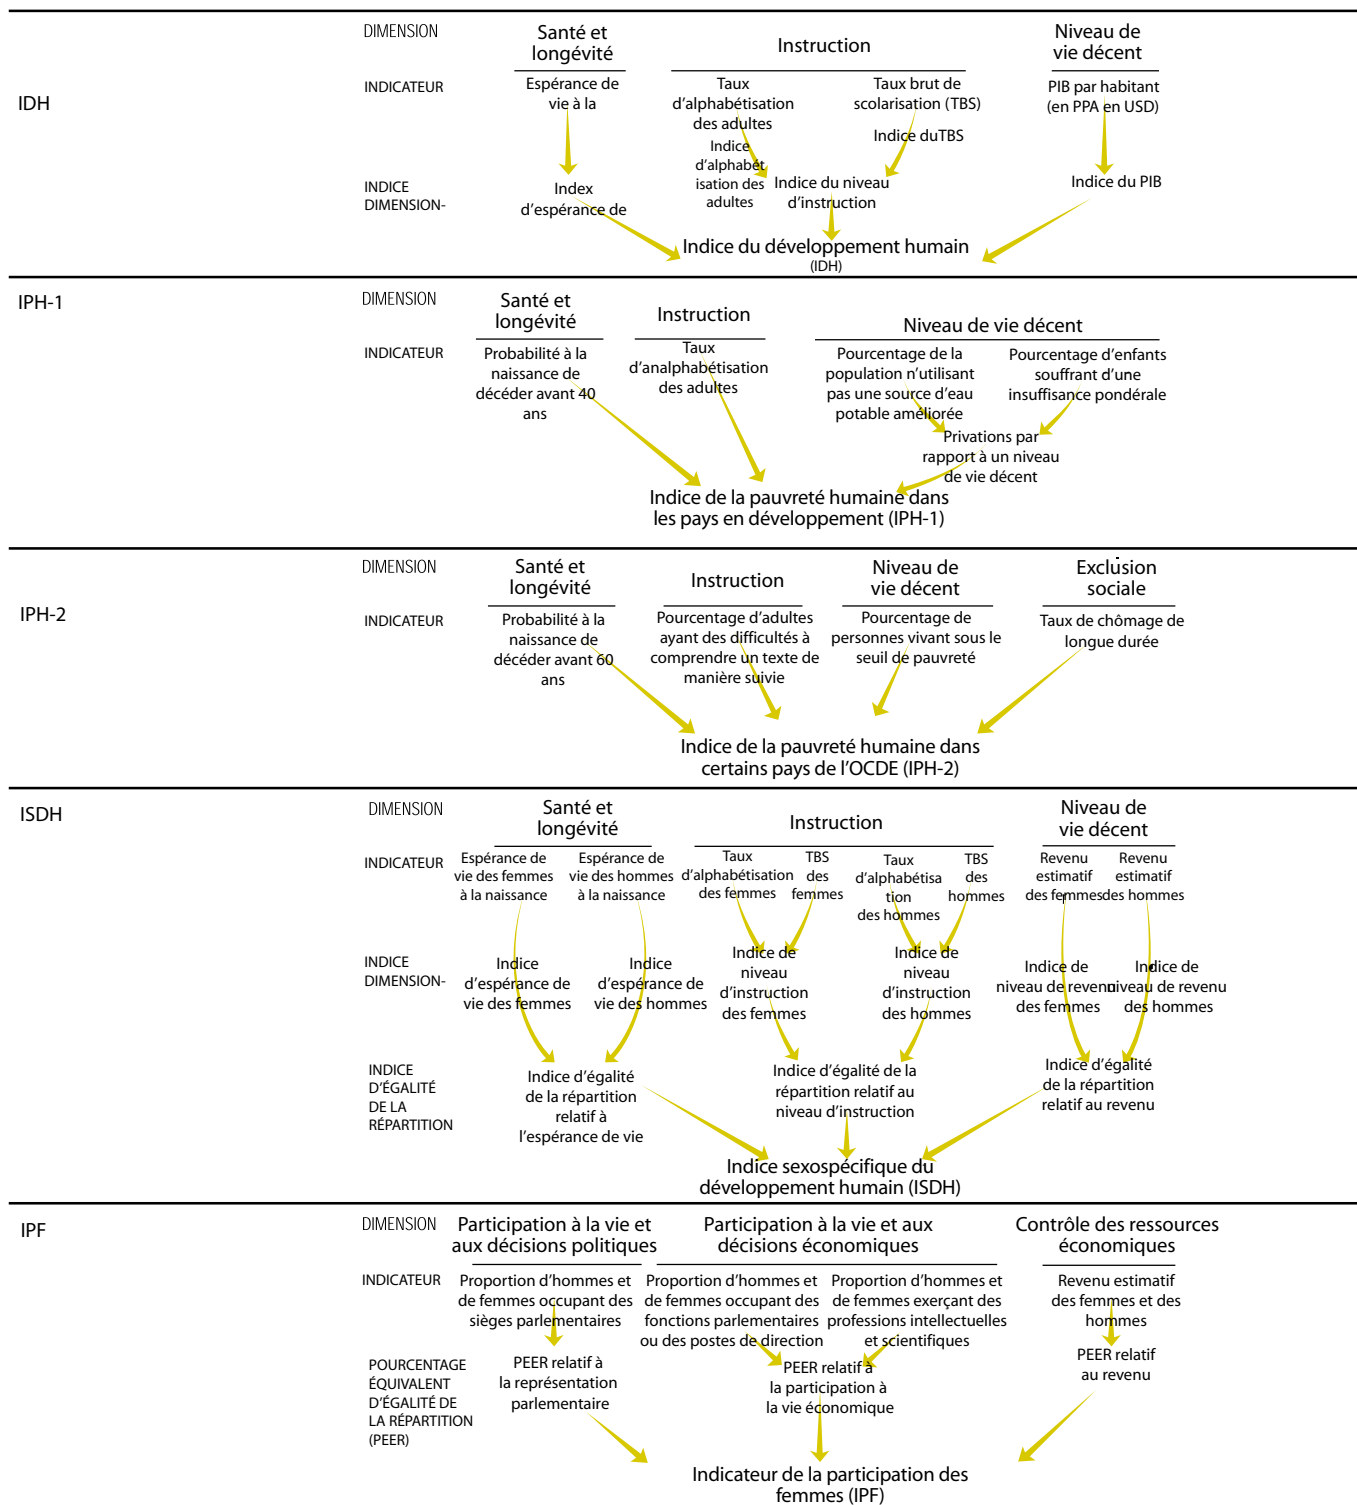 IDH
DIMENSION
Santé et
longévité
Instruction
Niveau de
vie décent
INDICATEUR
Espérance de
vie à la
Taux
d'alphabétisation
des adultes
Taux brut de
scolarisation (TBS)
PIB par habitant
(en PPA en USD)
Indice
d'alphabét
isation des
adultes
Indice duTBS
INDICE
DIMENSION-
Index
d'espérance de
Indice du niveau
d'instruction
Indice du PIB
Indice du développement humain
(IDH)
IPH-1
DIMENSION
Santé et
longévité
Instruction
Niveau de vie décent
INDICATEUR
Probabilité à la
naissance de
décéder avant 40
ans
Taux
d'analphabétisation
des adultes
Pourcentage de la
population n'utilisant
pas une source d'eau
potable améliorée
Pourcentage d'enfants
souffrant d'une
insuffisance pondérale
Privations par
rapport à un niveau
de vie décent
Indice de la pauvreté humaine dans
les pays en développement (IPH-1)
IPH-2
DIMENSION
Santé et
longévité
Instruction
Niveau de
vie décent
Exclusion
sociale
INDICATEUR
Probabilité à la
naissance de
décéder avant 60
ans
Pourcentage d'adultes
ayant des difficultés à
comprendre un texte de
manière suivie
Pourcentage de
personnes vivant sous le
seuil de pauvreté
Taux de chômage de
longue durée
Indice de la pauvreté humaine dans
certains pays de l'OCDE (IPH-2)
ISDH
DIMENSION
Santé et
longévité
Instruction
Niveau de
vie décent
INDICATEUR
Espérance de
vie des femmes
à la naissance
Espérance de
vie des hommes
à la naissance
Taux
d'alphabétisation
des femmes
TBS
des
femmes
Taux
d'alphabétisa
tion
des hommes
TBS
des
hommes
Revenu
estimatif
des femmes
Revenu
estimatif
des hommes
INDICE
DIMENSION-
Indice
d'espérance de
vie des femmes
Indice
d'espérance de
vie des hommes
Indice de
niveau
d'instruction
des femmes
Indice de
niveau
d'instruction
des hommes
Indice de
niveau de revenu
des femmes
Indice de
niveau de revenu
des hommes
INDICE
D'ÉGALITÉ
DE LA
RÉPARTITION
Indice d'égalité
de la répartition
relatif à
l'espérance de vie
Indice d'égalité de la
répartition relatif au
niveau d'instruction
Indice d'égalité
de la répartition
relatif au revenu
Indice sexospécifique du
développement humain (ISDH)
IPF
DIMENSION
Participation à la vie et
aux décisions politiques
Participation à la vie et aux
décisions économiques
Contrôle des ressources
économiques
INDICATEUR
Proportion d'hommes et
de femmes occupant des
sièges parlementaires
Proportion d'hommes et
de femmes occupant des
fonctions parlementaires
ou des postes de direction
Proportion d'hommes et
de femmes exerçant des
professions intellectuelles
et scientifiques
Revenu estimatif
des femmes et des
hommes
POURCENTAGE
ÉQUIVALENT
D'ÉGALITÉ DE
LA RÉPARTITION
(PEER)
PEER relatif à
la représentation
parlementaire
PEER relatif à
la participation à
la vie économique
PEER relatif
au revenu
Indicateur de la participation des
femmes (IPF)